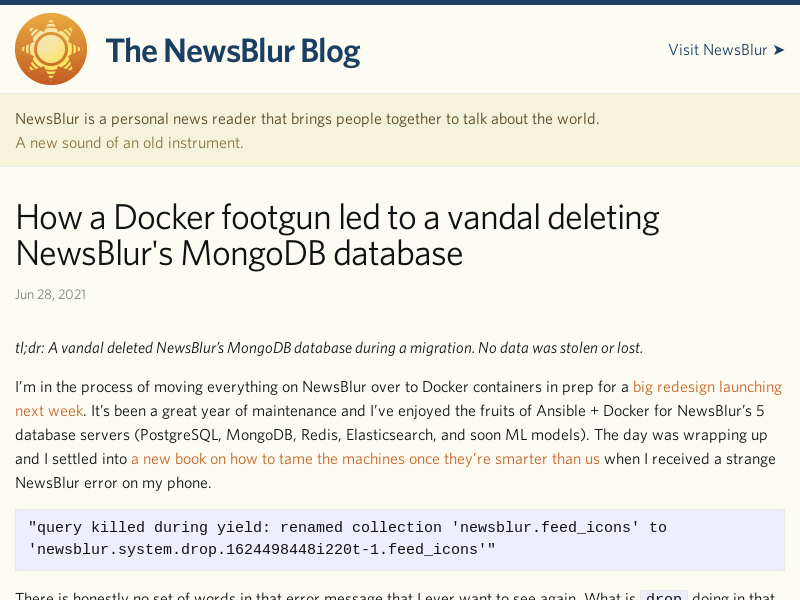 The NewsBlur Blog
Visit NewsBlur ➤
NewsBlur is a personal news reader that brings people together to talk about the world.
A new sound of an old instrument.
How a Docker footgun led to a vandal deleting
NewsBlur's MongoDB database
Jun 28, 2021
tl;dr: A vandal deleted NewsBlur’s MongoDB database during a migration. No data was stolen or lost.
I’m in the process of moving everything on NewsBlur over to Docker containers in prep for a big redesign launching
next week. It’s been a great year of maintenance and I’ve enjoyed the fruits of Ansible + Docker for NewsBlur’s 5
database servers (PostgreSQL, MongoDB, Redis, Elasticsearch, and soon ML models). The day was wrapping up
and I settled into a new book on how to tame the machines once they’re smarter than us when I received a strange
NewsBlur error on my phone.
"query killed during yield: renamed collection 'newsblur.feed_icons' to
'newsblur.system.drop.1624498448i220t-1.feed_icons'"
There is honestly no set of words in that error message that I ever want to see again. What is drop doing in that